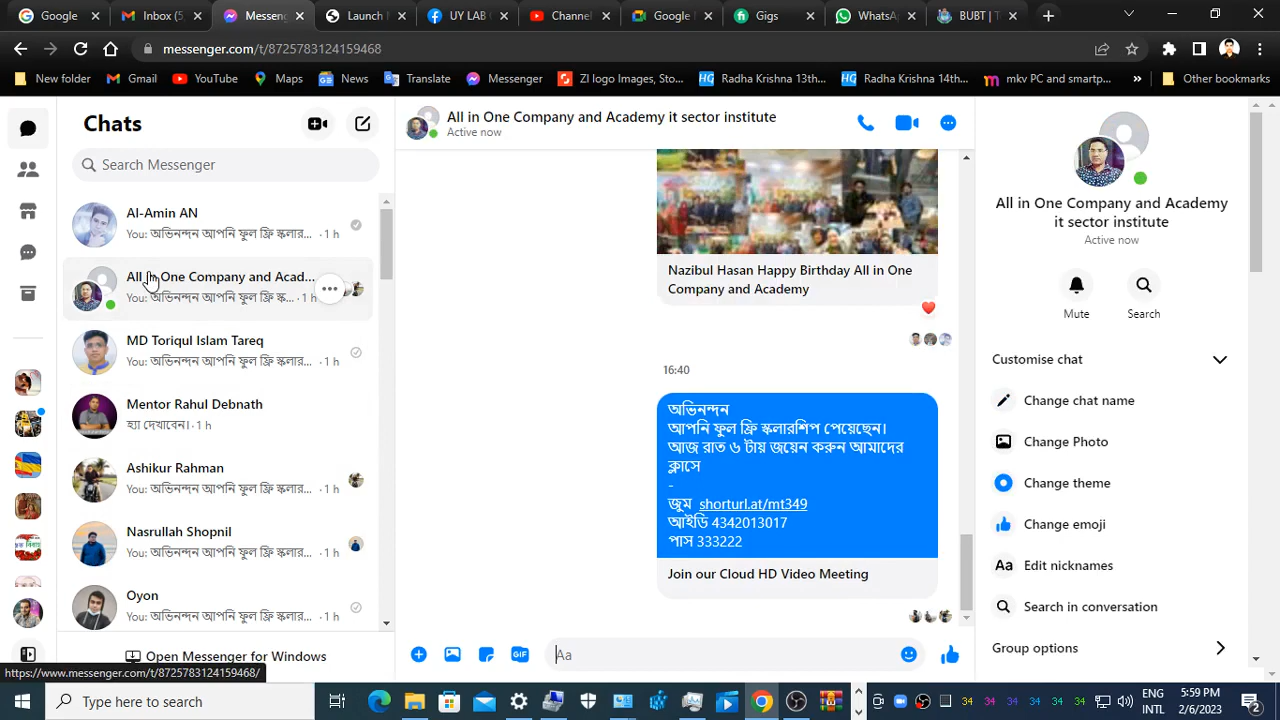 Google
Inbox (5
Messeng
Launch
UY LAB
Channel
Google
Gigs
WhatsA
BUBT | T
messenger.com/t/8725783124159468
New folder
Gmail
YouTube
Maps
News
Translate
Messenger
ZI logo Images, Sto...
Radha Krishna 13th...
Radha Krishna 14th...
mkv PC and smartp...
Other bookmarks
Chats
Search Messenger
Al-Amin AN
You: অভিনন্দন আপনি ফুল ফ্রি স্কলার... · 1 h
All in One Company and Acad...
You: অভিনন্দন আপনি ফুল ফ্রি স্ক... · 1 h
MD Toriqul Islam Tareq
You: অভিনন্দন আপনি ফুল ফ্রি স্কলার... · 1 h
Mentor Rahul Debnath
হ্যা দেখাবেন। · 1 h
Ashikur Rahman
You: অভিনন্দন আপনি ফুল ফ্রি স্কলার... · 1 h
Nasrullah Shopnil
You: অভিনন্দন আপনি ফুল ফ্রি স্কলার... · 1 h
Oyon
You: অভিনন্দন আপনি ফুল ফ্রি স্কলার... · 1 h
Open Messenger for Windows
https://www.messenger.com/t/8725783124159468/
All in One Company and Academy it sector institute
Active now
Nazibul Hasan Happy Birthday All in One
Company and Academy
16:40
অভিনন্দন
আপনি ফুল ফ্রি স্কলারশিপ পেয়েছেন।
আজ রাত ৬ টায় জয়েন করুন আমাদের
ক্লাসে
-
জুম shorturl.at/mt349
আইডি 4342013017
পাস 333222
Join our Cloud HD Video Meeting
GIF
Aa
All in One Company and Academy
it sector institute
Active now
Mute
Search
Customise chat
Change chat name
Change Photo
Change theme
Change emoji
Aa Edit nicknames
Search in conversation
Group options
Type here to search
34 34 34 34 34
ENG
INTL
5:59 PM
2/6/2023
2